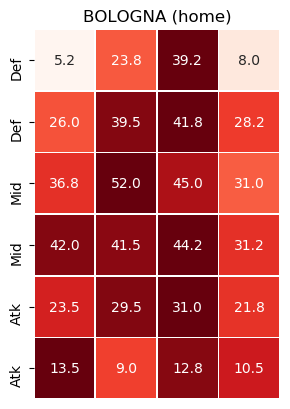 BOLOGNA (home)
Def 5.2 23.8 39.2 8.0
Def 26.0 39.5 41.8 28.2
Mid 36.8 52.0 45.0 31.0
Mid 42.0 41.5 44.2 31.2
Atk 23.5 29.5 31.0 21.8
Atk 13.5 9.0 12.8 10.5